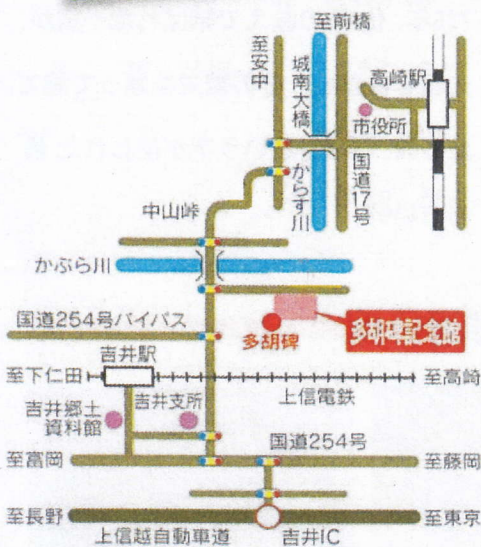 至前橋
至安中
城南大橋
高崎駅
市役所
国道17号
からす川
中山峠
かぶら川
国道254号バイパス
多胡碑
多胡碑記念館
吉井駅
至下仁田
至高崎
上信電鉄
吉井郷土
資料館
吉井支所
国道254号
至富岡
至藤岡
至長野
至東京
上信越自動車道
吉井IC